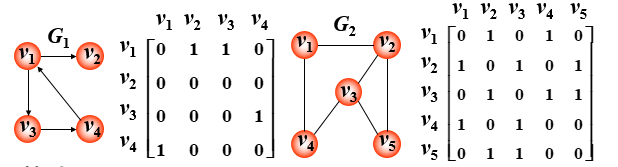 G1
v1
v2
v3
v4
v1 v2 v3 v4
v1 0 1 1 0
v2 0 0 0 0
v3 0 0 0 1
v4 1 0 0 0
G2
v1
v2
v3
v4
v5
v1 v2 v3 v4 v5
v1 0 1 0 1 0
v2 1 0 1 0 1
v3 0 1 0 1 1
v4 1 0 1 0 0
v5 0 1 1 0 0